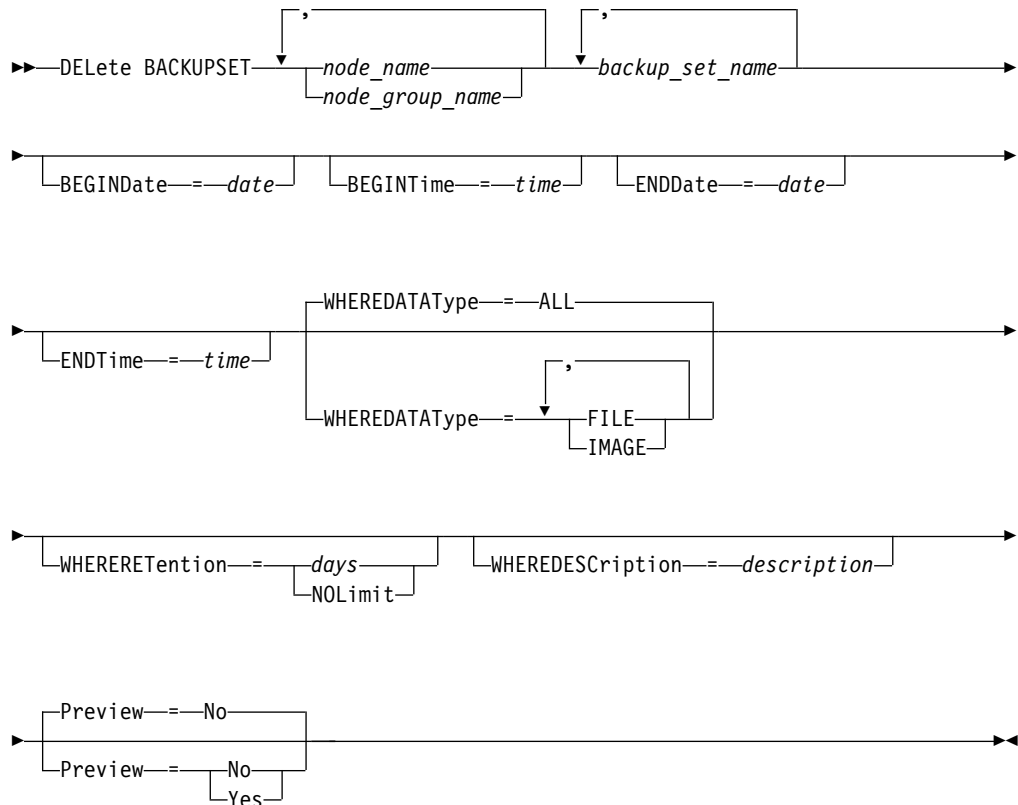 , ,
DELete BACKUPSET node_name backup_set_name
node_group_name
BEGINDate = date BEGINTime = time ENDDate = date
WHEREDATAType = ALL
ENDTime = time
,
WHEREDATAType = FILE
IMAGE
WHERERETention = days WHEREDESCription = description
NOLimit
Preview = No
Preview = No
Yes